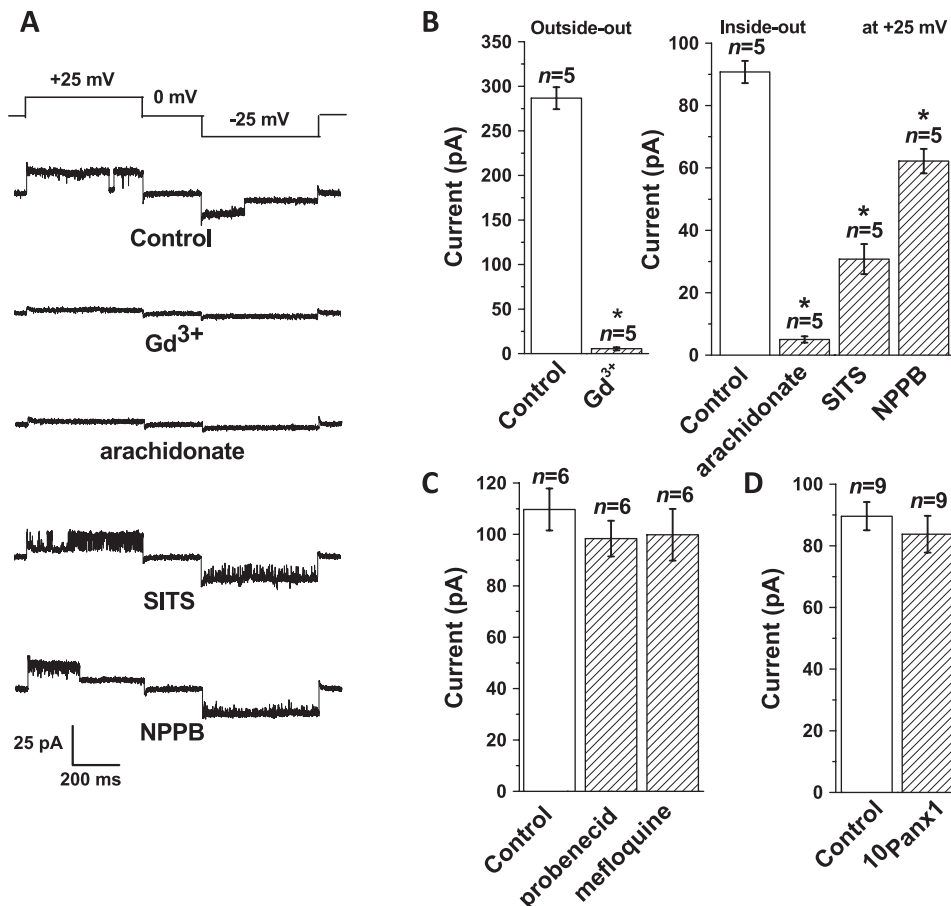 A
+25 mV
0 mV
-25 mV
Control
Gd³⁺
arachidonate
SITS
NPPB
25 pA
200 ms
B
Outside-out
Current (pA)
350
300
250
200
150
100
50
0
n=5
*
n=5
Control
Gd³⁺
Inside-out at +25 mV
Current (pA)
100
80
60
40
20
0
n=5
*
n=5
*
n=5
*
n=5
Control
arachidonate
SITS
NPPB
C
Current (pA)
120
100
80
60
40
20
0
n=6
n=6
n=6
Control
probenecid
mefloquine
D
Current (pA)
100
80
60
40
20
0
n=9
n=9
Control
¹⁰Panx1